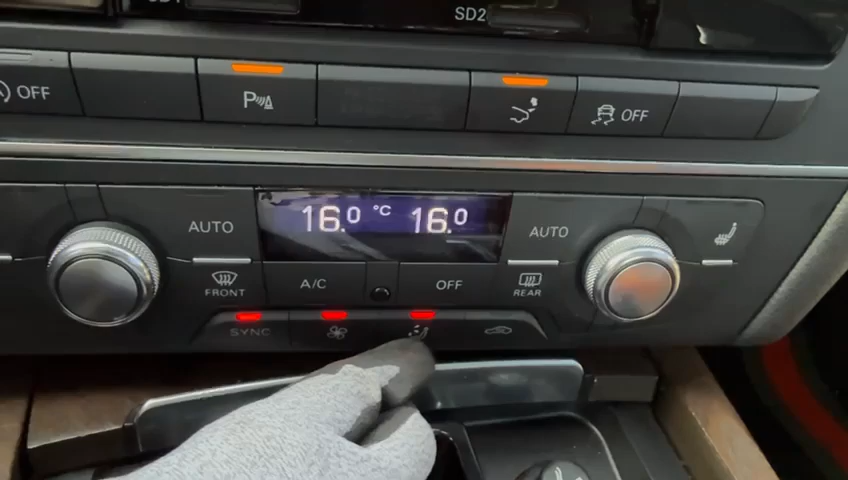 SD2
OFF
P
OFF
AUTO
16.0 °C 16.0
AUTO
FRONT
A/C
OFF
REAR
SYNC